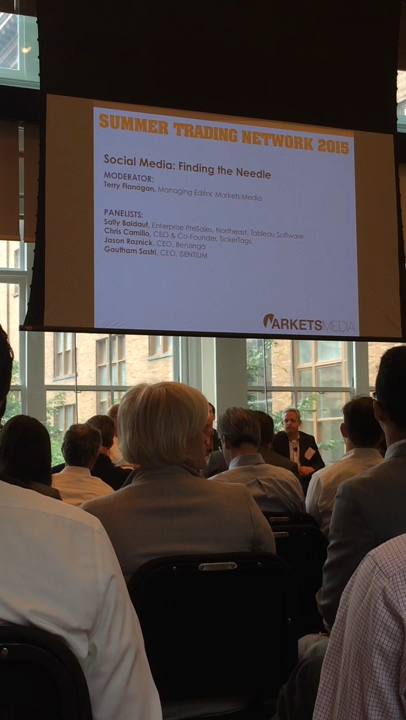 SUMMER TRADING NETWORK 2015
Social Media: Finding the Needle
MODERATOR:
Terry Flanagan, Managing Editor, Markets Media
PANELISTS:
Sally Baldauf, Enterprise PreSales, Northeast, Tableau Software
Chris Camillo, CEO & Co-Founder, TickerTags
Jason Raznick, CEO, Benzinga
Gautham Sastri, CEO, iSENTIUM
MARKETSMEDIA